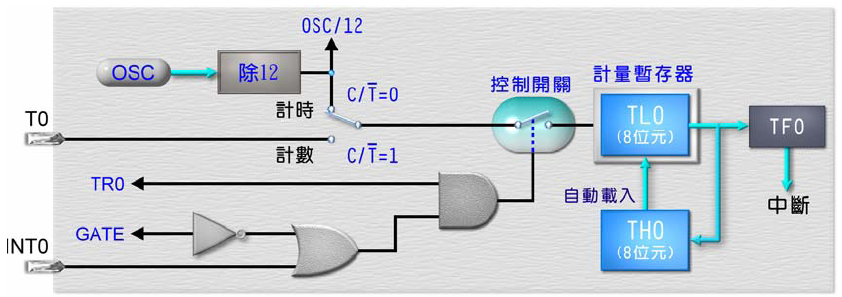 OSC/12
OSC
除12
C/T̅=0
計時
控制開關
計量暫存器
T0
TL0
(8位元)
TF0
計數
C/T̅=1
TR0
自動載入
中斷
GATE
TH0
(8位元)
INT0